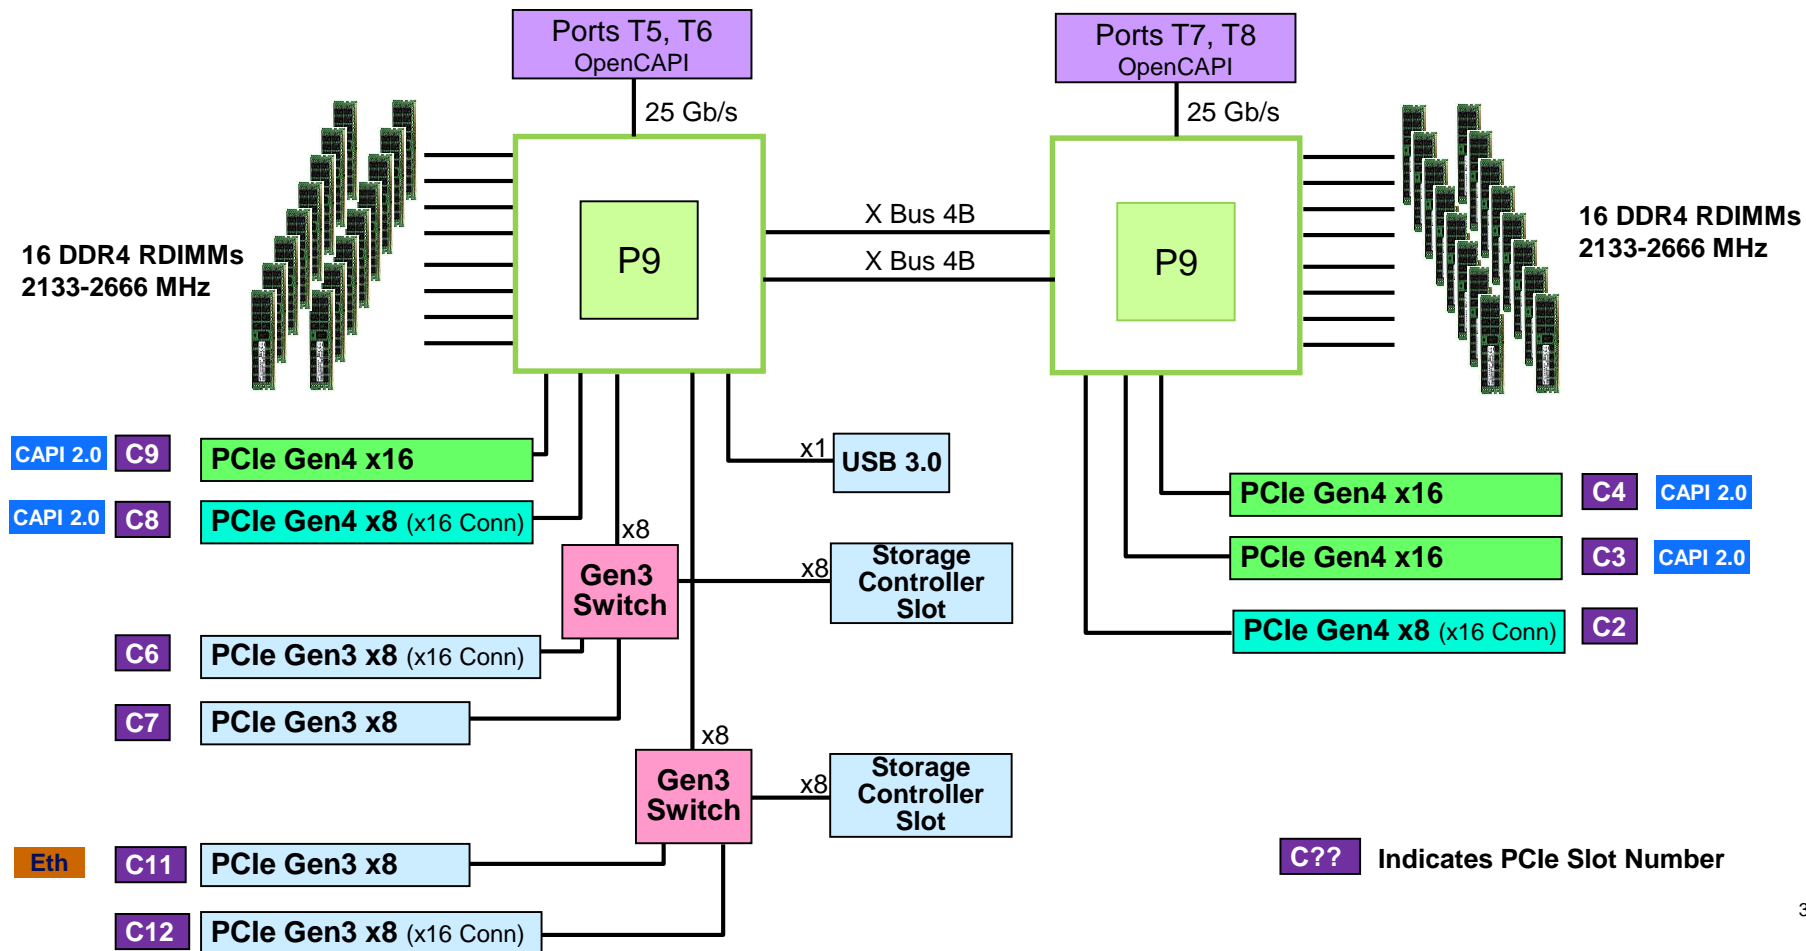 Ports T5, T6
OpenCAPI
Ports T7, T8
OpenCAPI
25 Gb/s
25 Gb/s
16 DDR4 RDIMMs
2133-2666 MHz
P9
X Bus 4B
X Bus 4B
P9
16 DDR4 RDIMMs
2133-2666 MHz
CAPI 2.0
C9
PCIe Gen4 x16
x1
USB 3.0
CAPI 2.0
C8
PCIe Gen4 x8 (x16 Conn)
x8
Gen3
Switch
x8
Storage
Controller
Slot
C6
PCIe Gen3 x8 (x16 Conn)
C7
PCIe Gen3 x8
x8
Gen3
Switch
x8
Storage
Controller
Slot
Eth
C11
PCIe Gen3 x8
C12
PCIe Gen3 x8 (x16 Conn)
PCIe Gen4 x16
C4
CAPI 2.0
PCIe Gen4 x16
C3
CAPI 2.0
PCIe Gen4 x8 (x16 Conn)
C2
C?? Indicates PCIe Slot Number
3